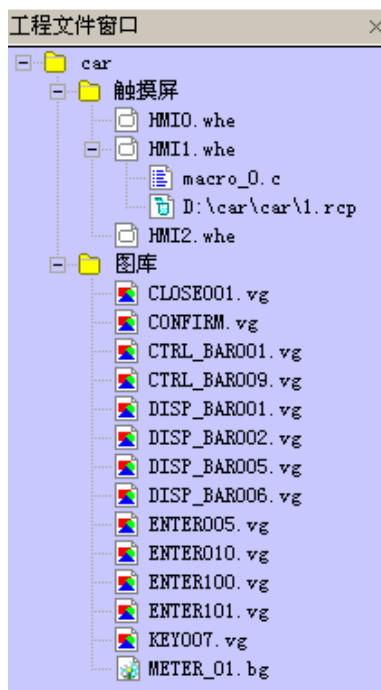 工程文件窗口
car
触摸屏
HMI0.whe
HMI1.whe
macro_0.c
D:\car\car\1.rcp
HMI2.whe
图库
CLOSE001.vg
CONFIRM.vg
CTRL_BAR001.vg
CTRL_BAR009.vg
DISP_BAR001.vg
DISP_BAR002.vg
DISP_BAR005.vg
DISP_BAR006.vg
ENTER005.vg
ENTER010.vg
ENTER100.vg
ENTER101.vg
KEY007.vg
METER_01.bg